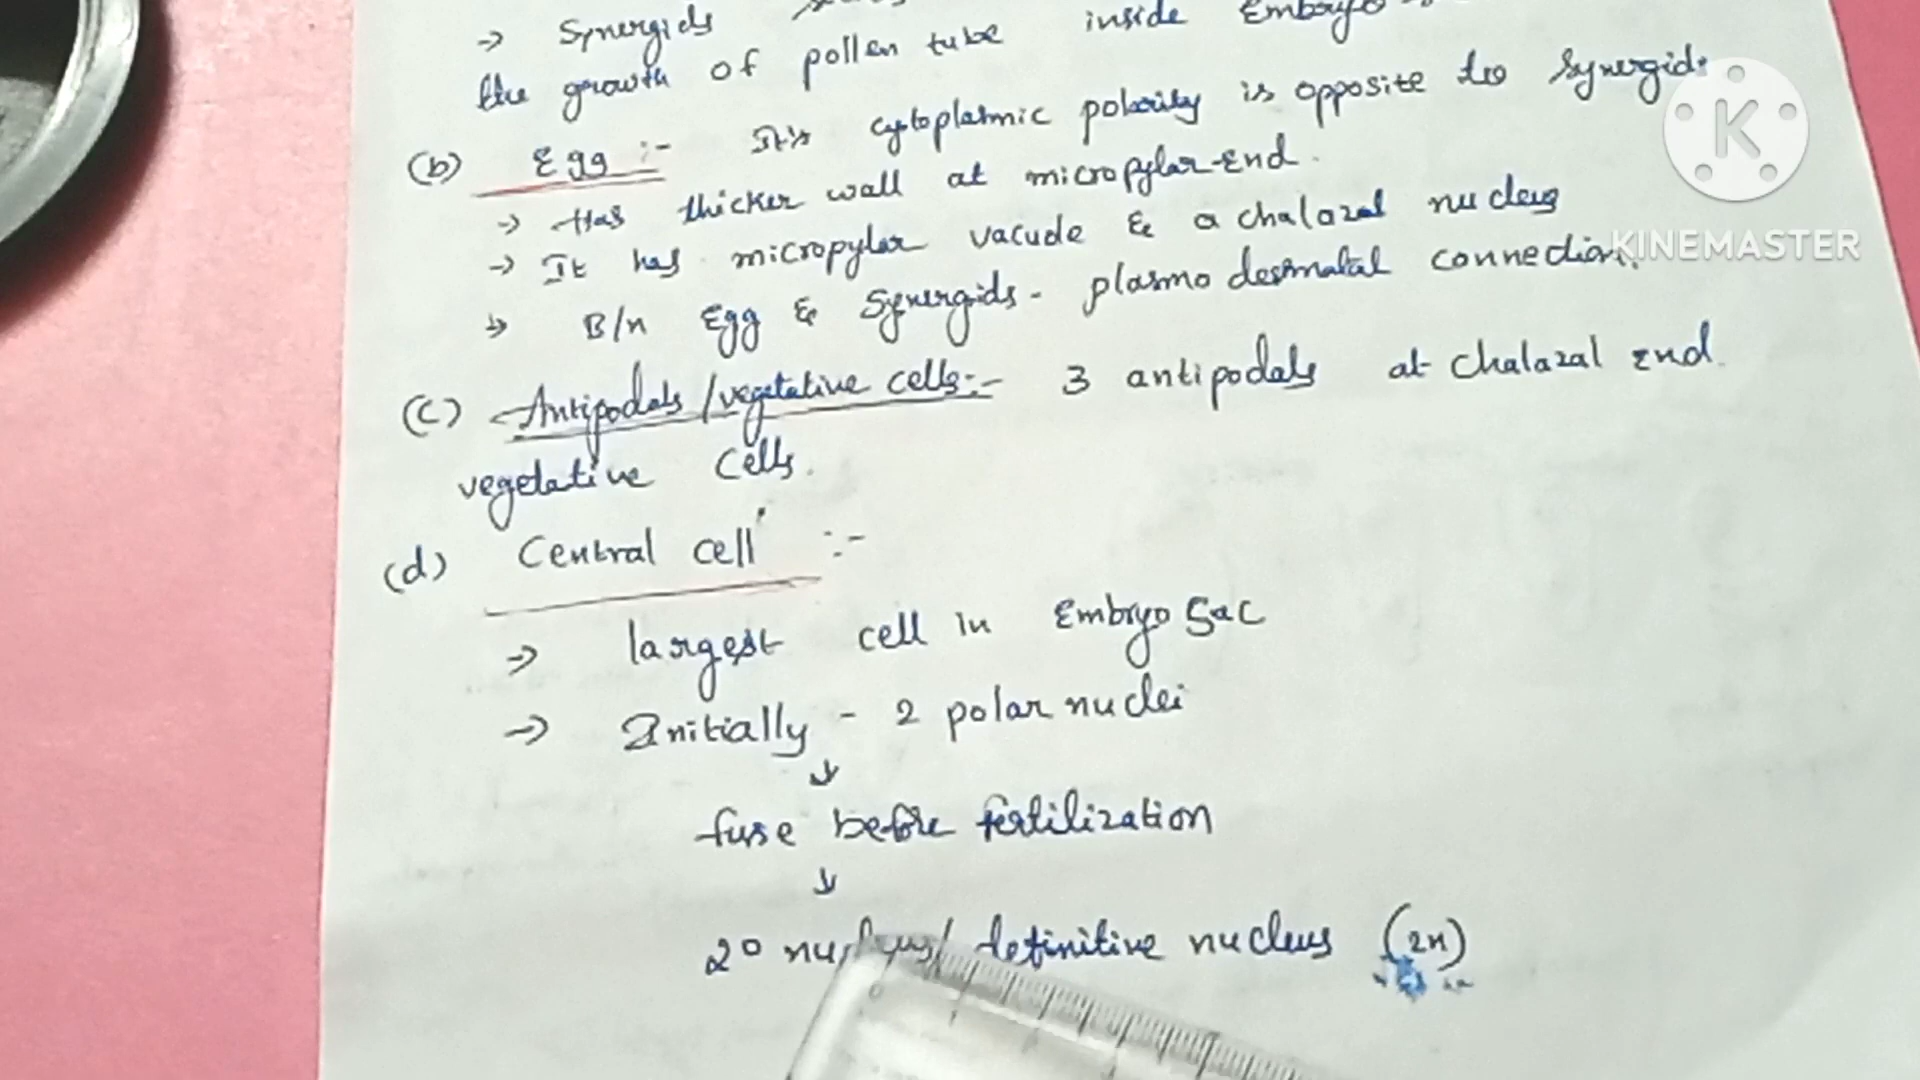 → Synergids
the growth of pollen tube inside Embryo
(b) Egg :- It's cytoplasmic polarity is opposite to synergids
→ Has thicker wall at micropylar End.
→ It has micropylar vacuole & a chalazal nucleus
→ B/n Egg & Synergids - plasmodesmatal connection.
(c) Antipodals/vegetative cells:- 3 antipodals at chalazal End.
vegetative cells.
(d) Central cell :-
→ largest cell in Embryo Sac
→ Initially - 2 polar nuclei
↓
fuse before fertilization
↓
2° nucleus/ definitive nucleus (2n)
K
KINEMASTER